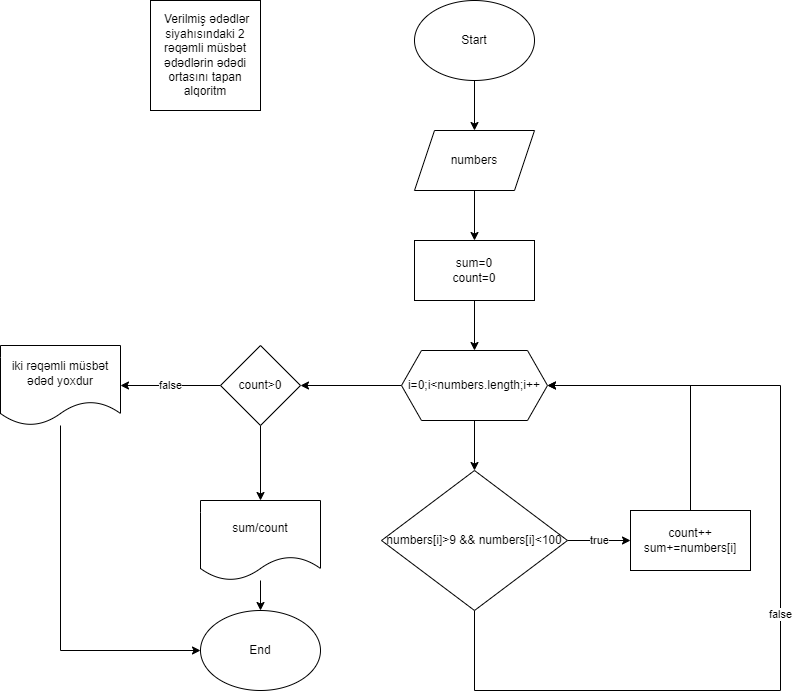 Verilmiş ədədlər
siyahısındaki 2
rəqəmli müsbət
ədədlərin ədədi
ortasını tapan
alqoritm
Start
numbers
sum=0
count=0
i=0;i<numbers.length;i++
count>0
false
iki rəqəmli müsbət
ədəd yoxdur
sum/count
End
numbers[i]>9 && numbers[i]<100
true
count++
sum+=numbers[i]
false